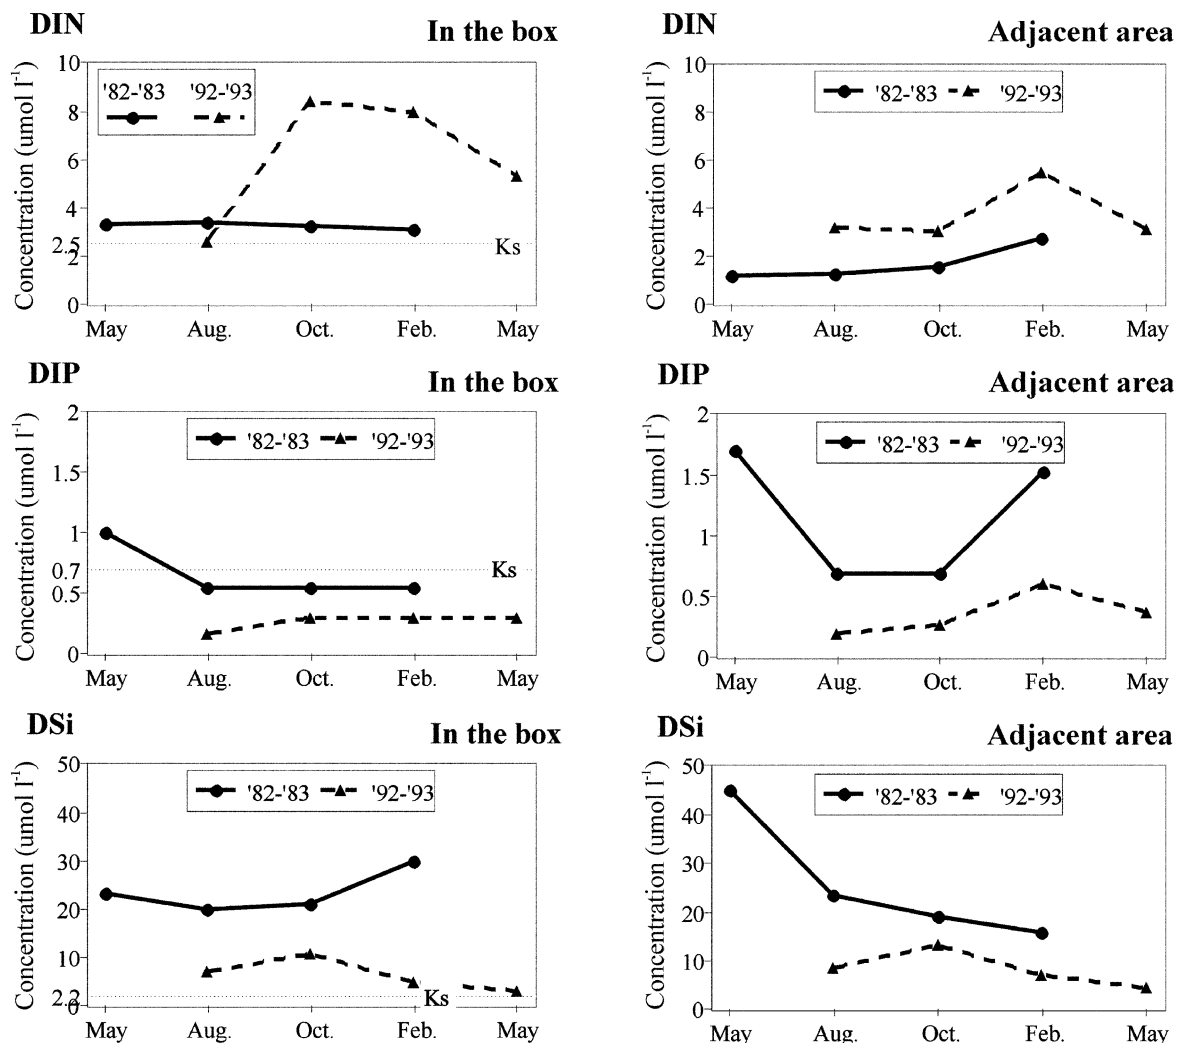 DIN
In the box
Concentration (umol l⁻¹)
10
8
6
4
2.5
2
0
'82-'83 '92-'93
Ks
May Aug. Oct. Feb. May
DIN
Adjacent area
Concentration (umol l⁻¹)
10
8
6
4
2
0
'82-'83 '92-'93
May Aug. Oct. Feb. May
DIP
In the box
Concentration (umol l⁻¹)
2
1.5
1
0.7
0.5
0
'82-'83 '92-'93
Ks
May Aug. Oct. Feb. May
DIP
Adjacent area
Concentration (umol l⁻¹)
2
1.5
1
0.5
0
'82-'83 '92-'93
May Aug. Oct. Feb. May
DSi
In the box
Concentration (umol l⁻¹)
50
40
30
20
10
2.2
0
'82-'83 '92-'93
Ks
May Aug. Oct. Feb. May
DSi
Adjacent area
Concentration (umol l⁻¹)
50
40
30
20
10
0
'82-'83 '92-'93
May Aug. Oct. Feb. May